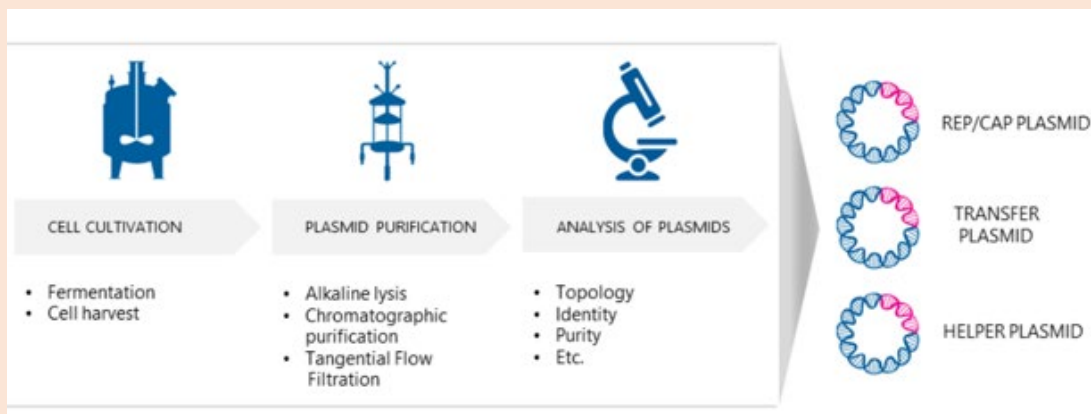 CELL CULTIVATION
• Fermentation
• Cell harvest
PLASMID PURIFICATION
• Alkaline lysis
• Chromatographic
purification
• Tangential Flow
Filtration
ANALYSIS OF PLASMIDS
• Topology
• Identity
• Purity
• Etc.
REP/CAP PLASMID
TRANSFER
PLASMID
HELPER PLASMID